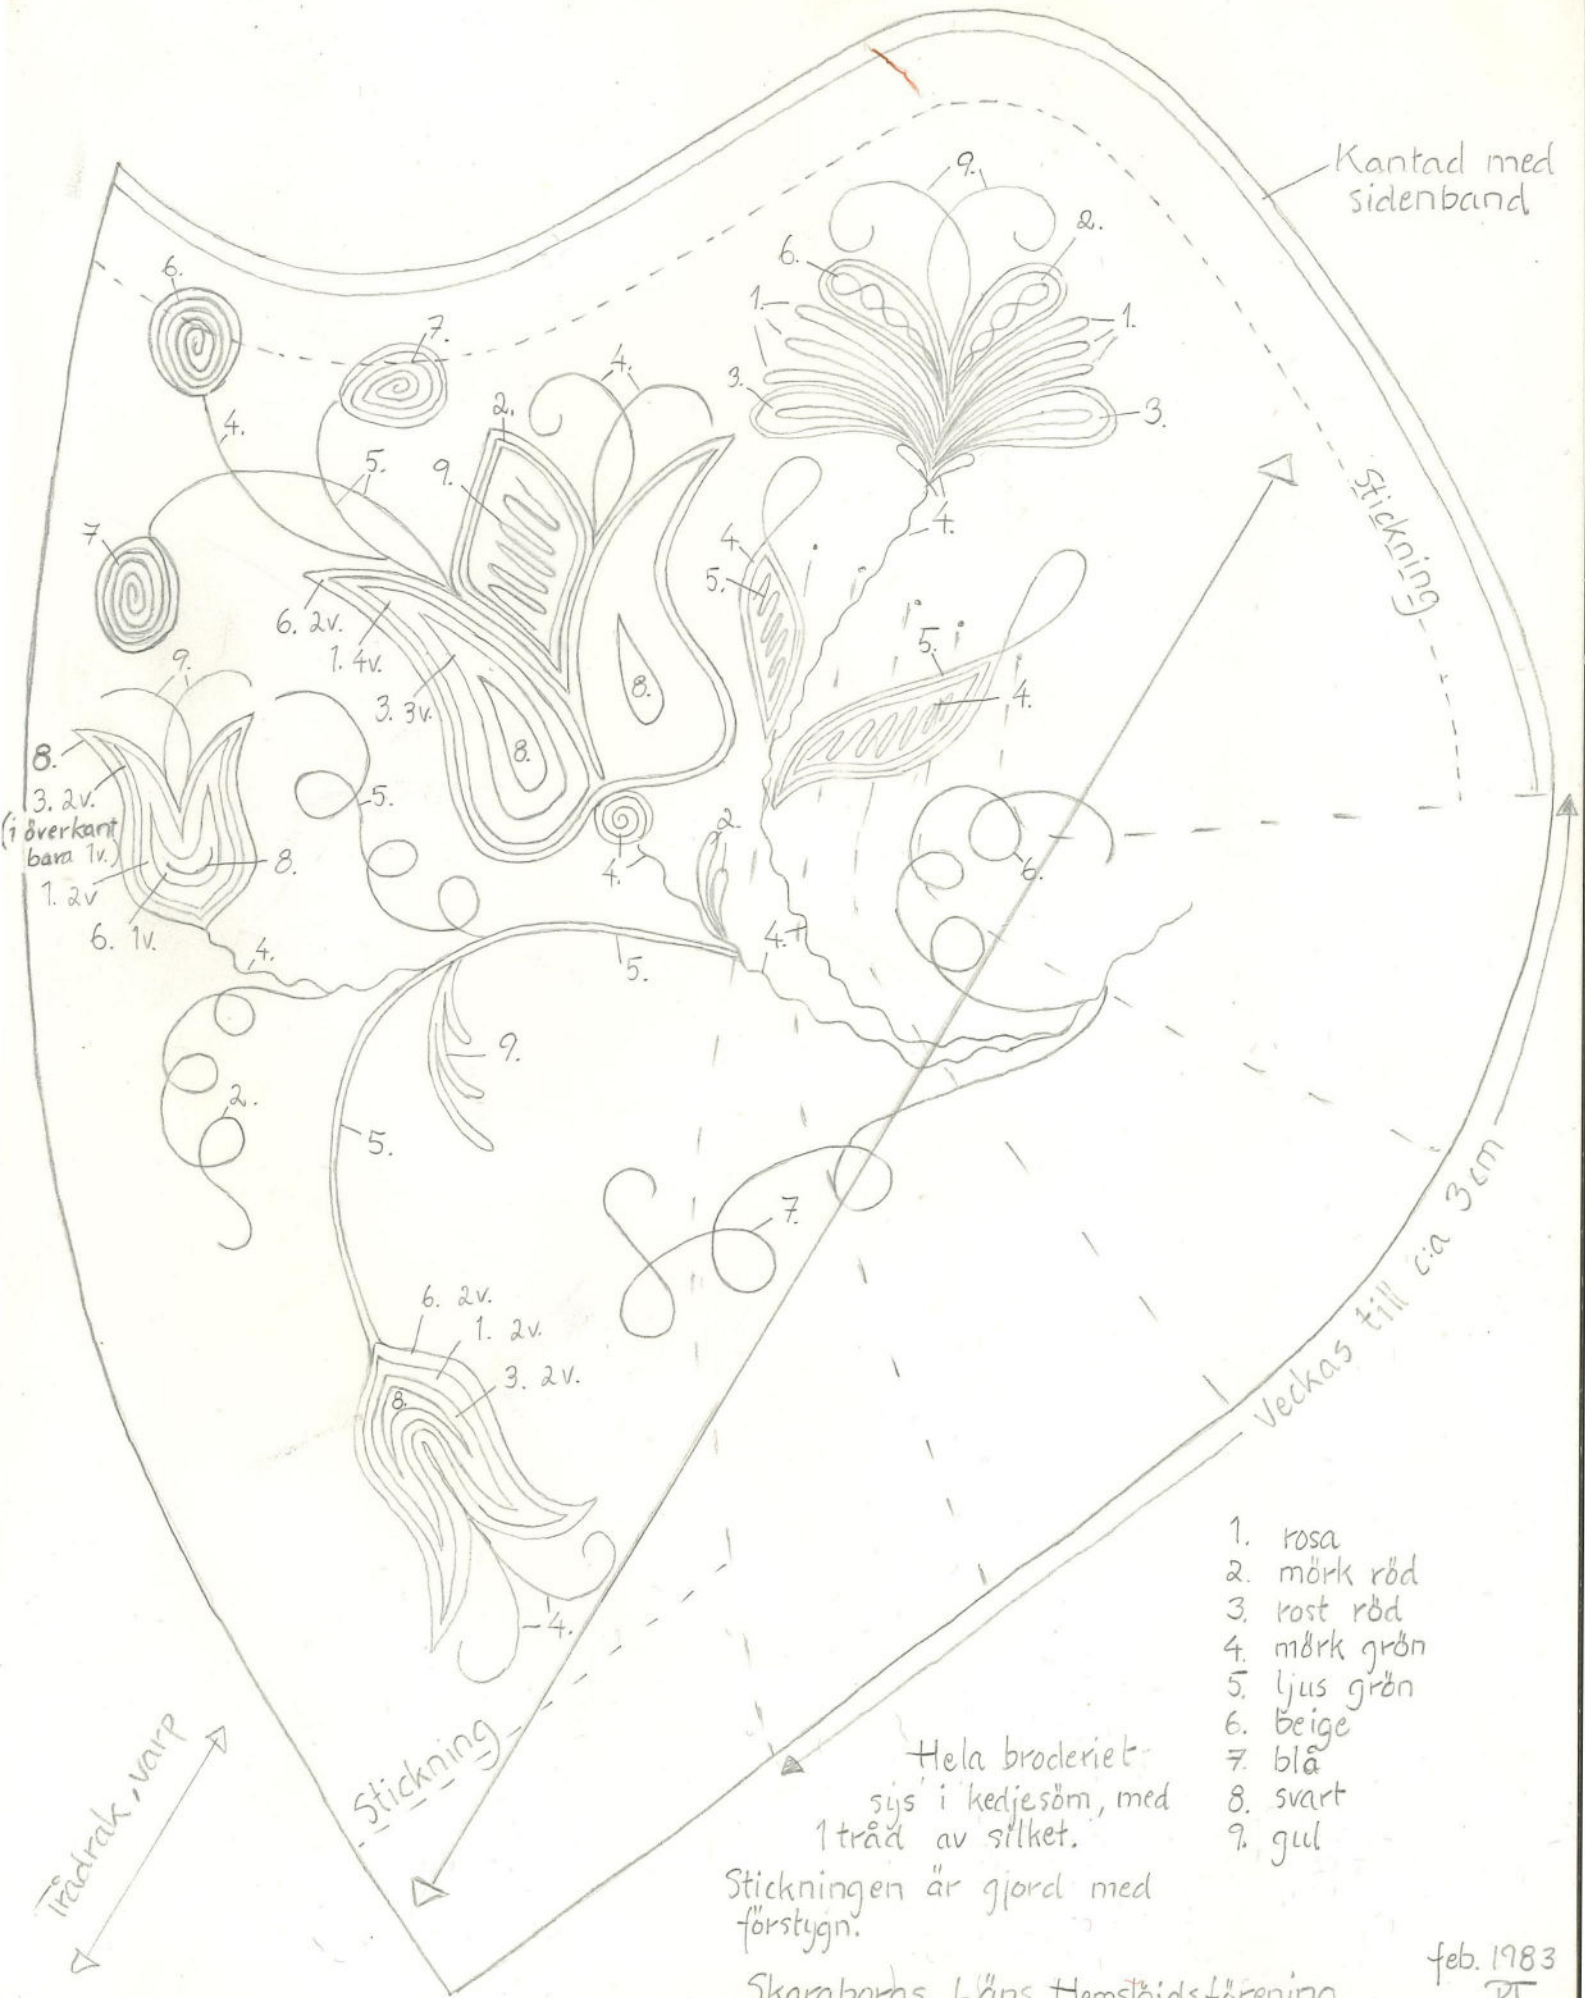 Kantad med
sidenband
9.
2.
6.
1.
1.
3.
3.
4.
6.
7.
4.
2.
4.
9.
5.
7.
6. 2v.
1. 4v.
3. 3v.
8.
8.
4.
5.
5.
4.
Stickning
9.
8.
3. 2v.
(i överkant
bara 1v.)
1. 2v
6. 1v.
8.
5.
4.
2.
4.
6.
4.
5.
9.
2.
5.
7.
6. 2v.
1. 2v.
3. 2v.
8.
4.
Veckas till c:a 3 cm
Stickning
Trådrak, varp
1. rosa
2. mörk röd
3. rost röd
4. mörk grön
5. ljus grön
6. beige
7. blå
8. svart
9. gul
Hela broderiet
sys i kedjesöm, med
1 tråd av silket.
Stickningen är gjord med
förstygn.
Skaraborgs Läns Hemslöjdsförening
feb. 1983